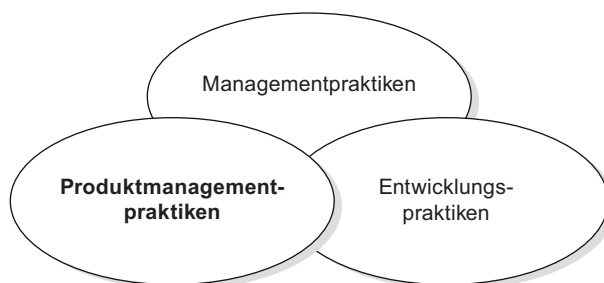 Managementpraktiken
Produktmanagement-
praktiken
Entwicklungs-
praktiken